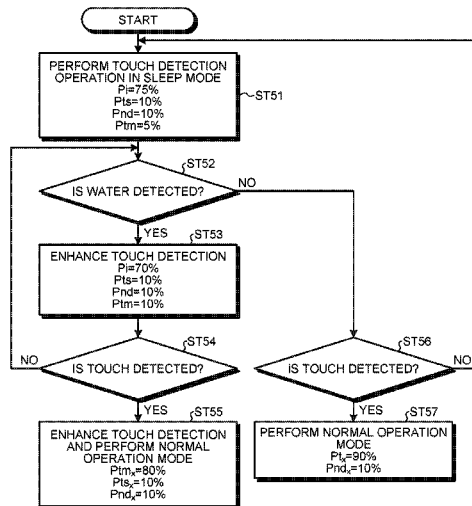 START
PERFORM TOUCH DETECTION
OPERATION IN SLEEP MODE
Pi=75%
Pts=10%
Pnd=10%
Ptm=5%
ST51
ST52
IS WATER DETECTED?
NO
YES
ST53
ENHANCE TOUCH DETECTION
Pi=70%
Pts=10%
Pnd=10%
Ptm=10%
ST54
NO
IS TOUCH DETECTED?
YES
ST55
ENHANCE TOUCH DETECTION
AND PERFORM NORMAL
OPERATION MODE
Ptmx=80%
Ptsx=10%
Pndx=10%
ST56
IS TOUCH DETECTED?
NO
YES
ST57
PERFORM NORMAL OPERATION
MODE
Ptx=90%
Pndx=10%